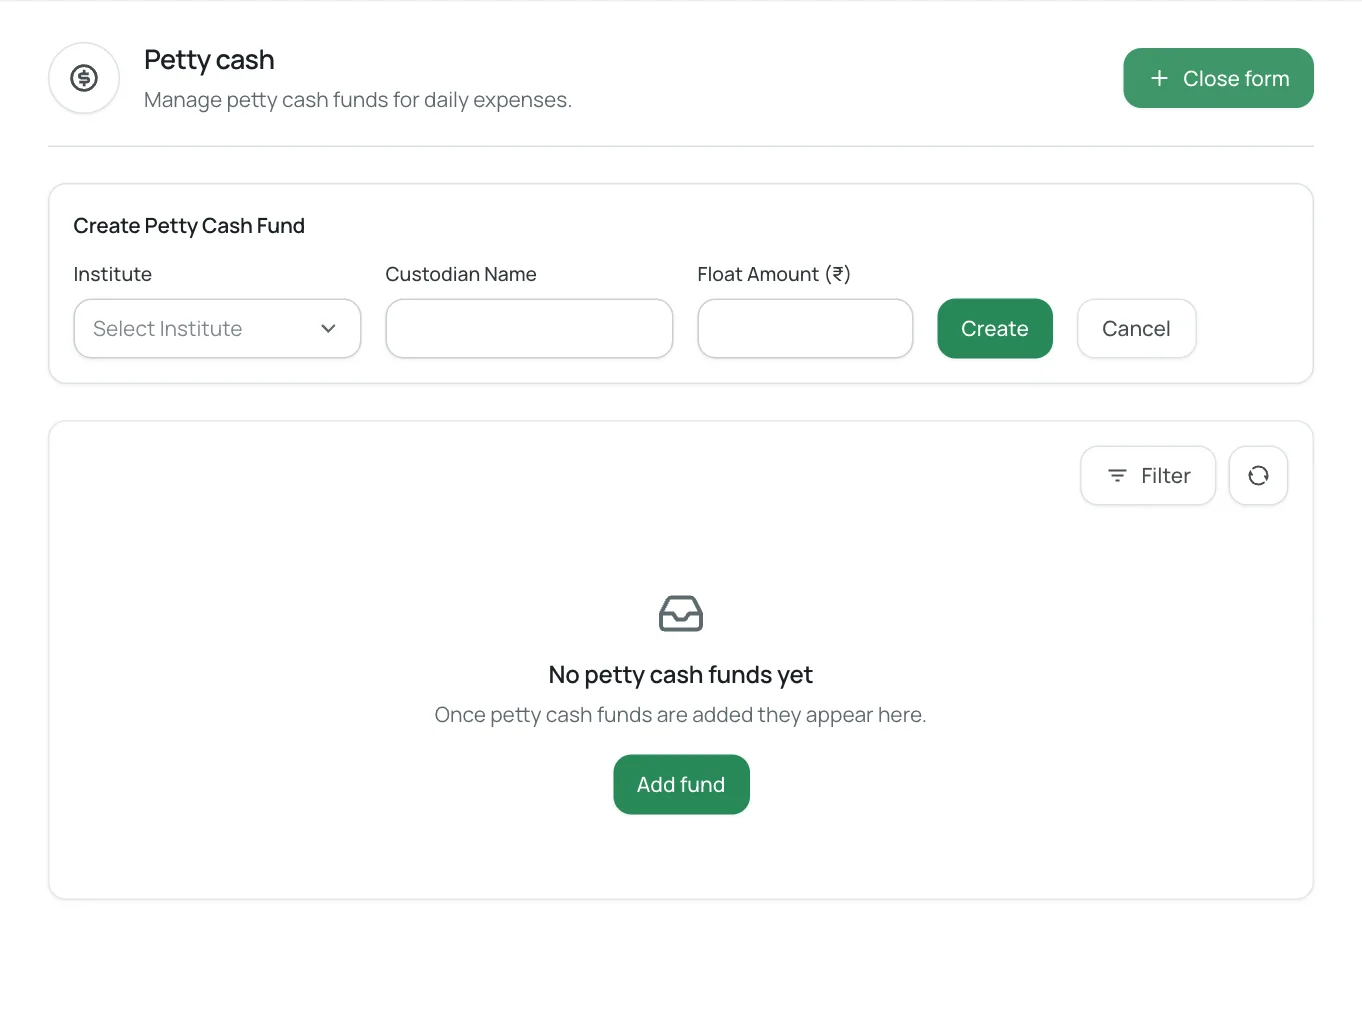 Petty cash
Manage petty cash funds for daily expenses.
Close form
Create Petty Cash Fund
Institute
Custodian Name
Float Amount (₹)
Select Institute
Create
Cancel
Filter
No petty cash funds yet
Once petty cash funds are added they appear here.
Add fund